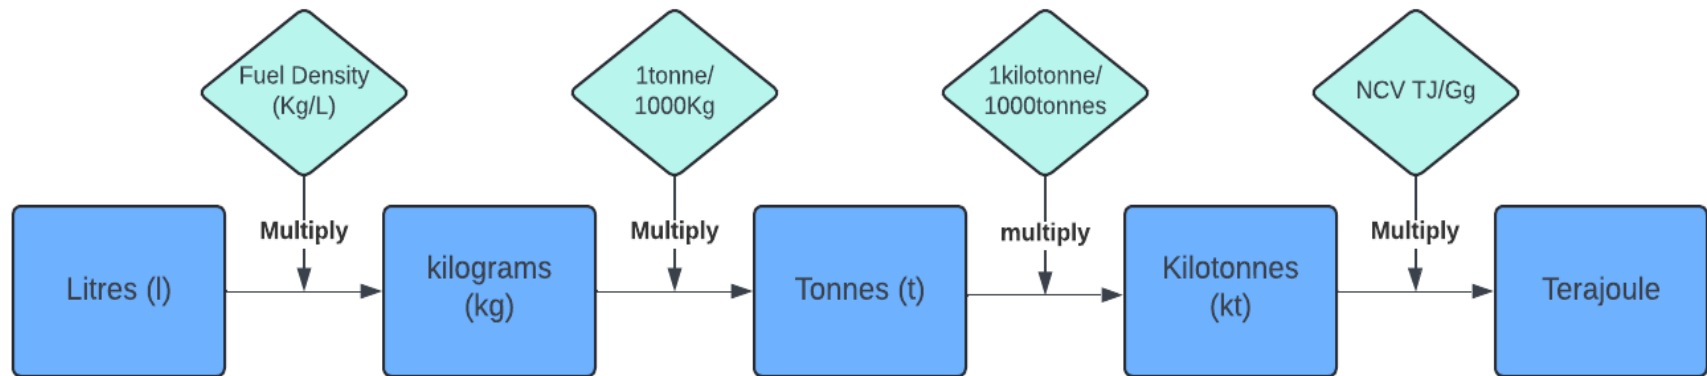 Fuel Density
(Kg/L)
1tonne/
1000Kg
1kilotonne/
1000tonnes
NCV TJ/Gg
Multiply
Multiply
multiply
Multiply
Litres (l)
kilograms
(kg)
Tonnes (t)
Kilotonnes
(kt)
Terajoule